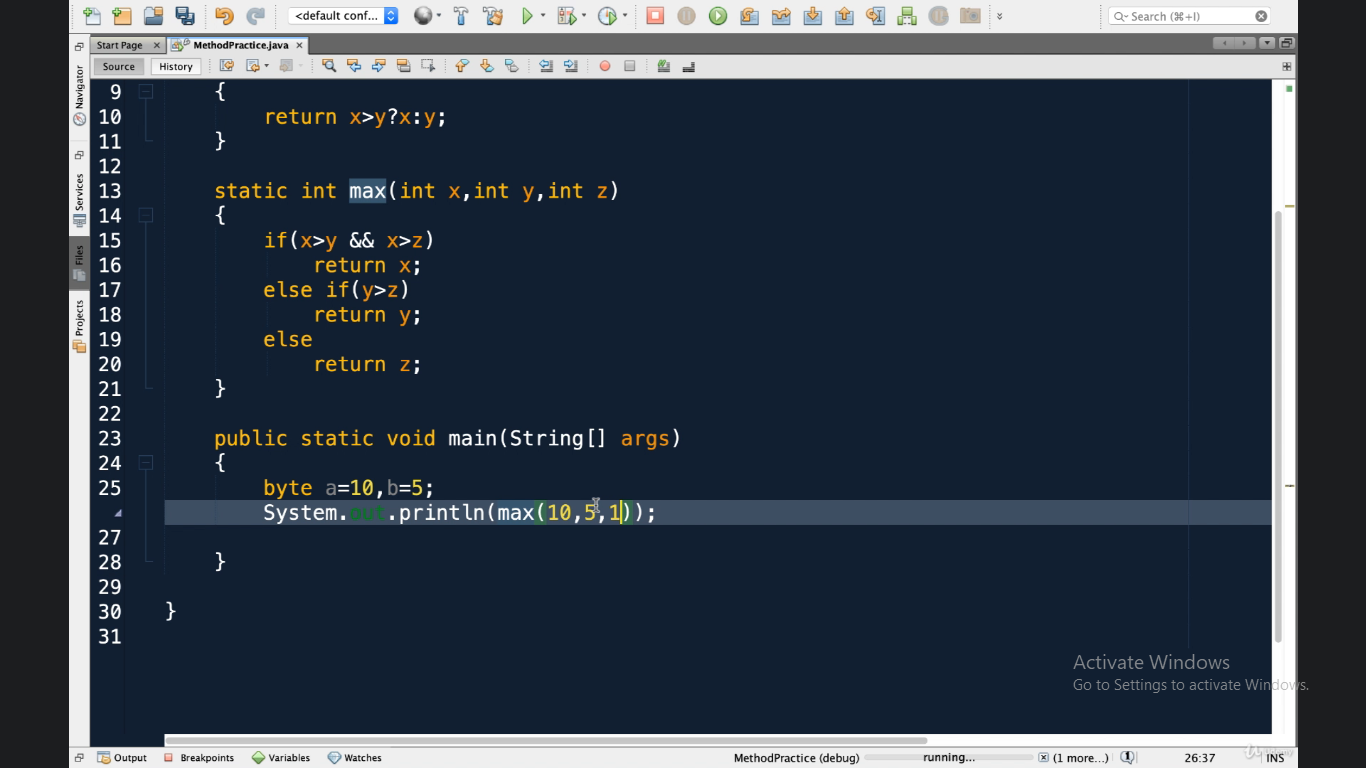 <default conf...
Search (⌘+I)
Start Page
MethodPractice.java
Source
History
Navigator
Services
Files
Projects
9 {
10 return x>y?x:y;
11 }
12
13 static int max(int x,int y,int z)
14 {
15 if(x>y && x>z)
16 return x;
17 else if(y>z)
18 return y;
19 else
20 return z;
21 }
22
23 public static void main(String[] args)
24 {
25 byte a=10,b=5;
System.out.println(max(10,5,1));
27
28 }
29
30 }
31
Activate Windows
Go to Settings to activate Windows.
Output
Breakpoints
Variables
Watches
MethodPractice (debug)
running...
(1 more...)
26:37
INS